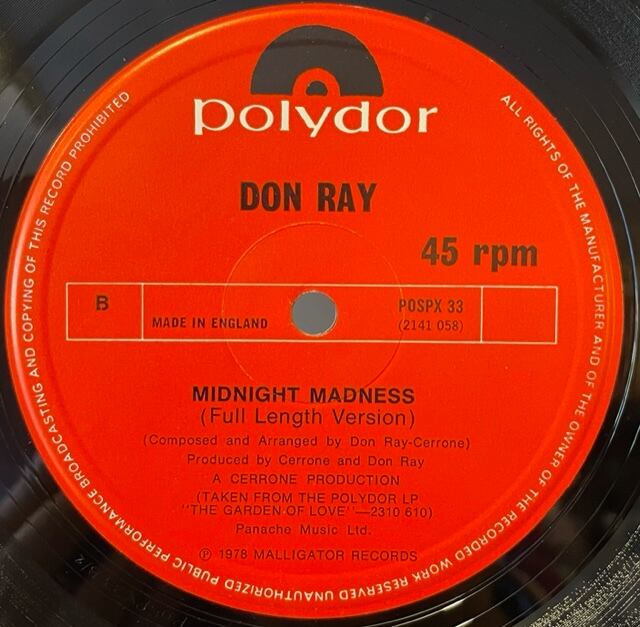 polydor
DON RAY
45 rpm
B
MADE IN ENGLAND
POSPX 33
(2141 058)
MIDNIGHT MADNESS
(Full Length Version)
(Composed and Arranged by Don Ray-Cerrone)
Produced by Cerrone and Don Ray
A CERRONE PRODUCTION
(TAKEN FROM THE POLYDOR LP
"THE GARDEN OF LOVE"—2310 610)
Panache Music Ltd.
℗ 1978 MALLIGATOR RECORDS
ALL RIGHTS OF THE MANUFACTURER AND OF THE OWNER OF THE RECORDED WORK RESERVED UNAUTHORIZED PUBLIC PERFORMANCE BROADCASTING AND COPYING OF THIS RECORD PROHIBITED